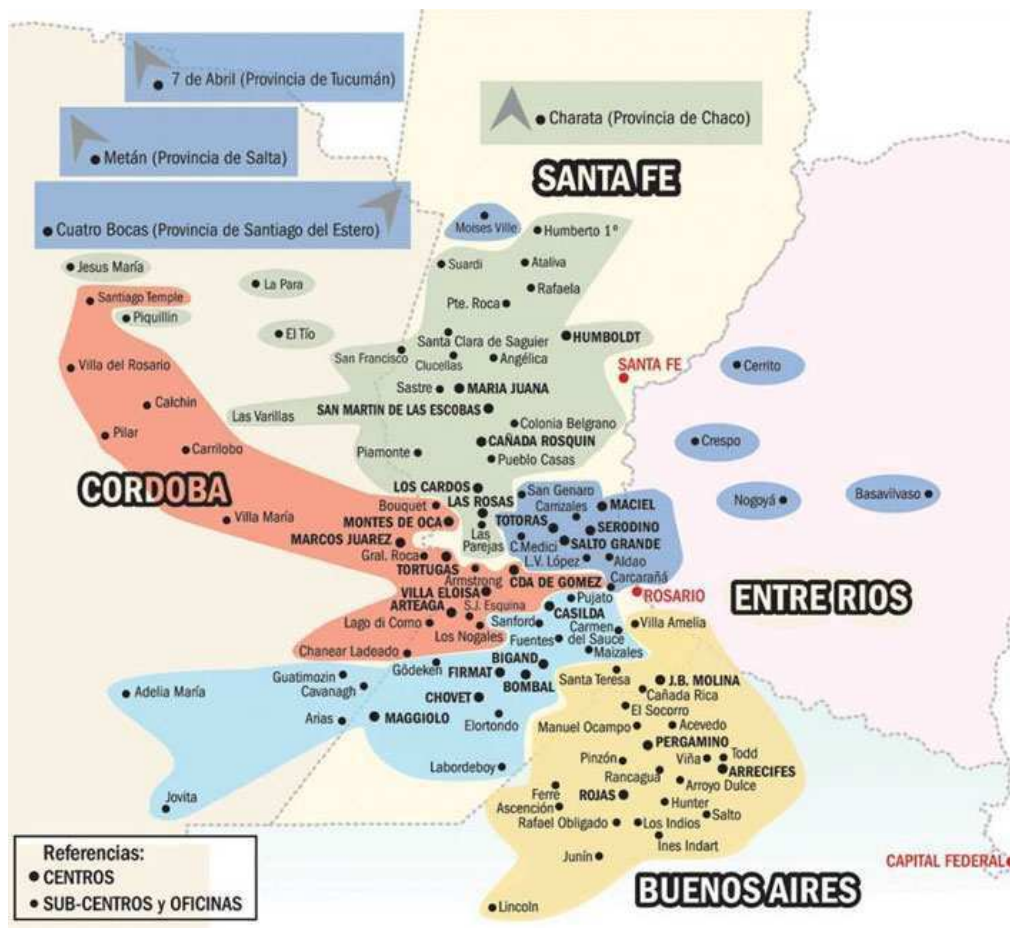 7 de Abril (Provincia de Tucumán)
Charata (Provincia de Chaco)
Metán (Provincia de Salta)
SANTA FE
Cuatro Bocas (Provincia de Santiago del Estero)
Moises Ville
Humberto 1º
Jesus María
Suardi
Ataliva
La Para
Rafaela
Santiago Temple
Pte. Roca
Piquillin
El Tío
Santa Clara de Saguier
HUMBOLDT
San Francisco
Clucellas
Angélica
Villa del Rosario
SANTA FE
Cerrito
Sastre
MARIA JUANA
Calchin
Las Varillas
SAN MARTIN DE LAS ESCOBAS
Colonia Belgrano
Pilar
CAÑADA ROSQUIN
Crespo
Carrilobo
Piamonte
Pueblo Casas
CORDOBA
LOS CARDOS
San Genaro
Nogoyá
Basavilvaso
Bouquet
LAS ROSAS
Carrizales
MACIEL
Villa María
MONTES DE OCA
TOTORAS
SERODINO
MARCOS JUAREZ
Las
Parejas
C.Medici
SALTO GRANDE
Gral. Roca
L.V. López
Aldao
TORTUGAS
Armstrong
CDA DE GOMEZ
Carcarañá
VILLA ELOISA
Pujato
ROSARIO
ENTRE RIOS
ARTEAGA
S.J. Esquina
CASILDA
Lago di Como
Sanford
Carmen
del Sauce
Villa Amelia
Los Nogales
Fuentes
Chanear Ladeado
Maizales
BIGAND
Gödeken
Guatimozin
FIRMAT
Santa Teresa
J.B. MOLINA
Cavanagh
BOMBAL
Adelia María
Cañada Rica
CHOVET
El Socorro
Arias
MAGGIOLO
Elortondo
Manuel Ocampo
Acevedo
PERGAMINO
Pinzón
Viña
Todd
Labordeboy
Rancagua
ARRECIFES
Arroyo Dulce
Ferré
ROJAS
Jovita
Ascención
Hunter
Salto
Rafael Obligado
Los Indios
Ines Indart
Junín
CAPITAL FEDERAL
BUENOS AIRES
Lincoln
Referencias:
CENTROS
SUB-CENTROS y OFICINAS